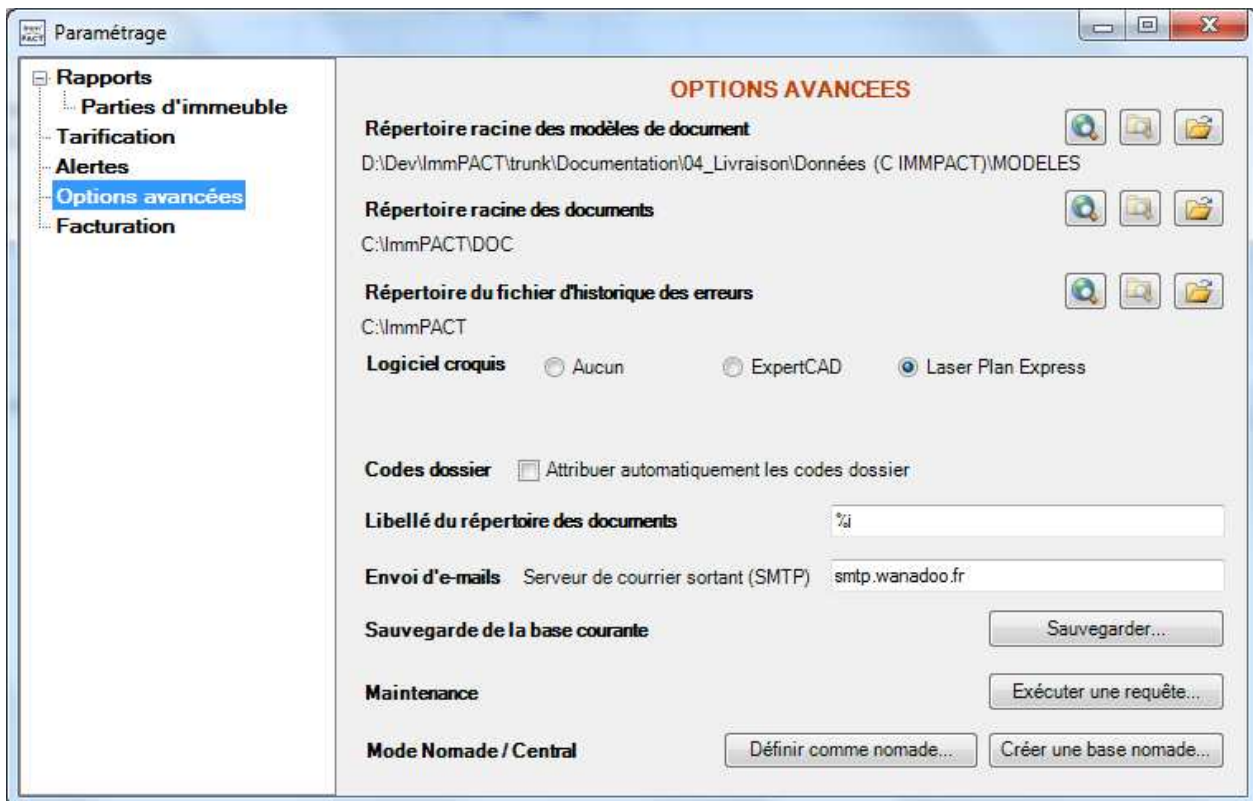 Paramétrage
Rapports
Parties d'immeuble
Tarification
Alertes
Options avancées
Facturation
OPTIONS AVANCEES
Répertoire racine des modèles de document
D:\Dev\ImmPACT\trunk\Documentation\04_Livraison\Données (C IMMPACT)\MODELES
Répertoire racine des documents
C:\ImmPACT\DOC
Répertoire du fichier d'historique des erreurs
C:\ImmPACT
Logiciel croquis Aucun ExpertCAD Laser Plan Express
Codes dossier Attribuer automatiquement les codes dossier
Libellé du répertoire des documents %i
Envoi d'e-mails Serveur de courrier sortant (SMTP) smtp.wanadoo.fr
Sauvegarde de la base courante Sauvegarder...
Maintenance Exécuter une requête...
Mode Nomade / Central Définir comme nomade... Créer une base nomade...